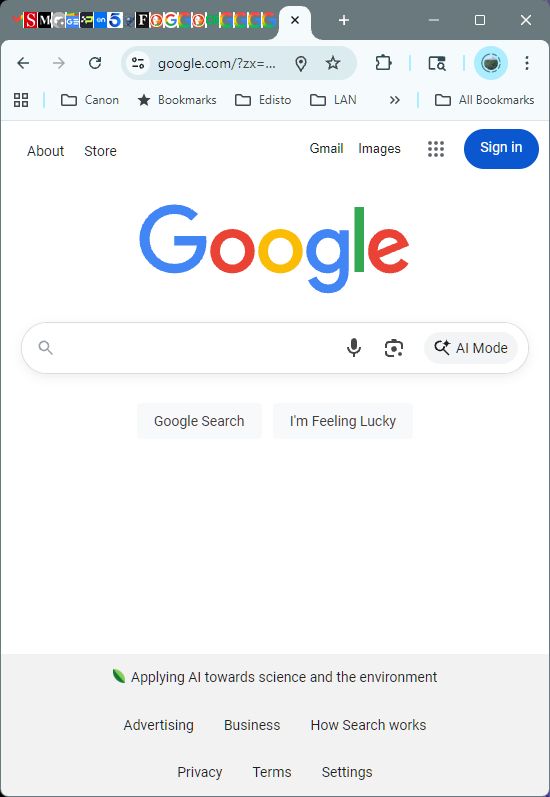 google.com/?zx=...
Canon Bookmarks Edisto LAN All Bookmarks
About Store Gmail Images Sign in
Google
AI Mode
Google Search I'm Feeling Lucky
Applying AI towards science and the environment
Advertising Business How Search works
Privacy Terms Settings